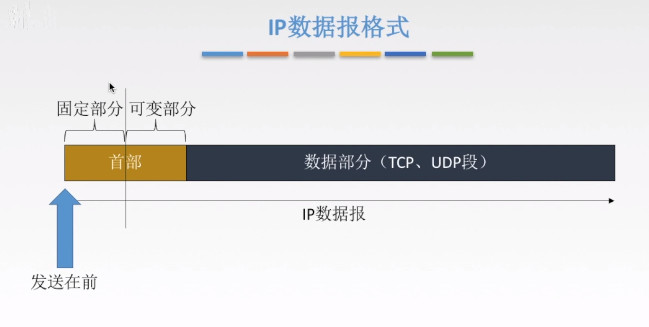 IP数据报格式
固定部分 可变部分
首部 数据部分（TCP、UDP段）
IP数据报
发送在前